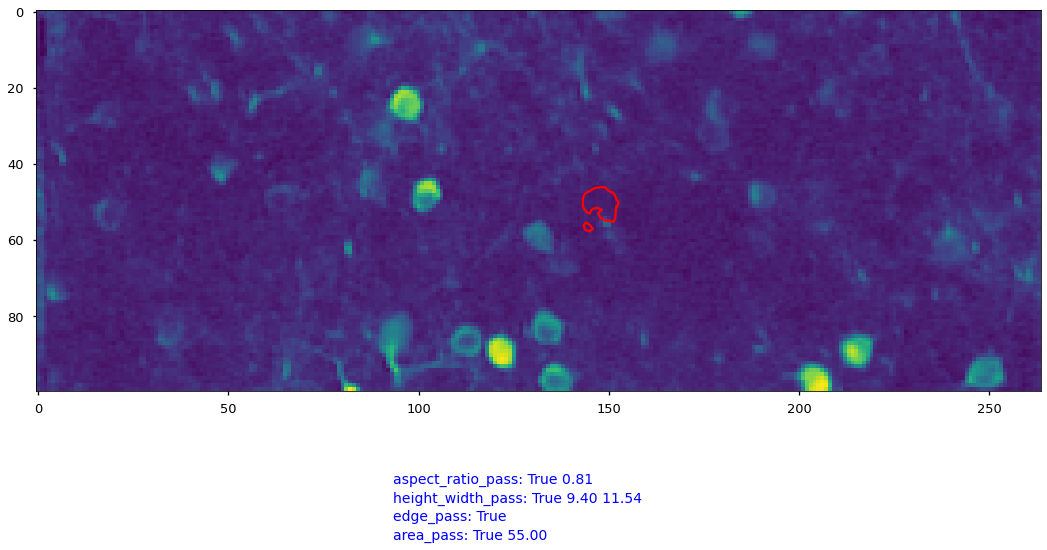 0
20
40
60
80
0 50 100 150 200 250
aspect_ratio_pass: True 0.81
height_width_pass: True 9.40 11.54
edge_pass: True
area_pass: True 55.00